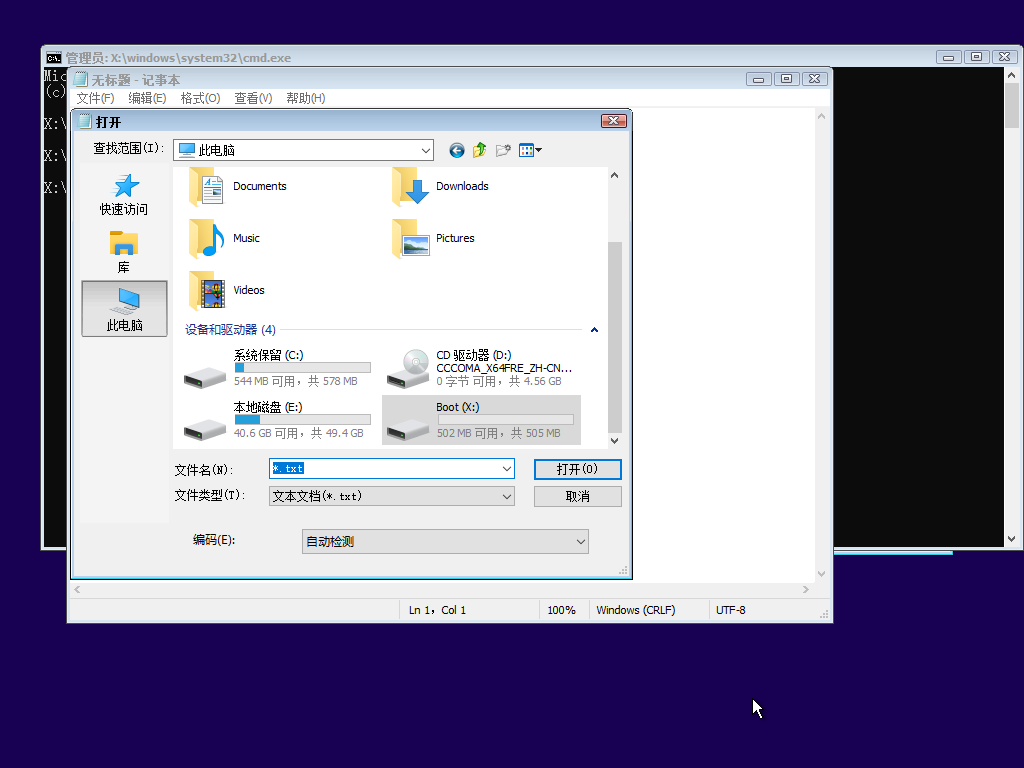 管理员: X:\windows\system32\cmd.exe
Mic
(c)
X:\
X:\
X:\
无标题 - 记事本
文件(F) 编辑(E) 格式(O) 查看(V) 帮助(H)
打开
查找范围(I): 此电脑
快速访问
库
此电脑
Documents
Downloads
Music
Pictures
Videos
设备和驱动器 (4)
系统保留 (C:)
544 MB 可用，共 578 MB
CD 驱动器 (D:)
CCCOMA_X64FRE_ZH-CN...
0 字节 可用，共 4.56 GB
本地磁盘 (E:)
40.6 GB 可用，共 49.4 GB
Boot (X:)
502 MB 可用，共 505 MB
文件名(N): *.txt 打开(O)
文件类型(T): 文本文档(*.txt) 取消
编码(E): 自动检测
Ln 1，Col 1 100% Windows (CRLF) UTF-8